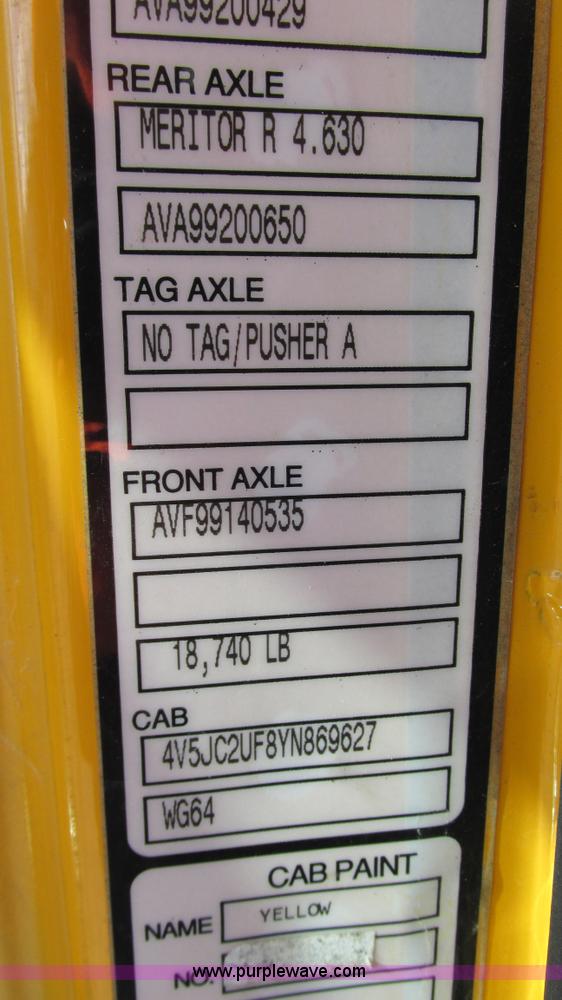 AVA99200429
REAR AXLE
MERITOR R 4.630
AVA99200650
TAG AXLE
NO TAG/PUSHER A
FRONT AXLE
AVF99140535
18,740 LB
CAB
4V5JC2UF8YN869627
WG64
CAB PAINT
NAME YELLOW
NO.
www.purplewave.com